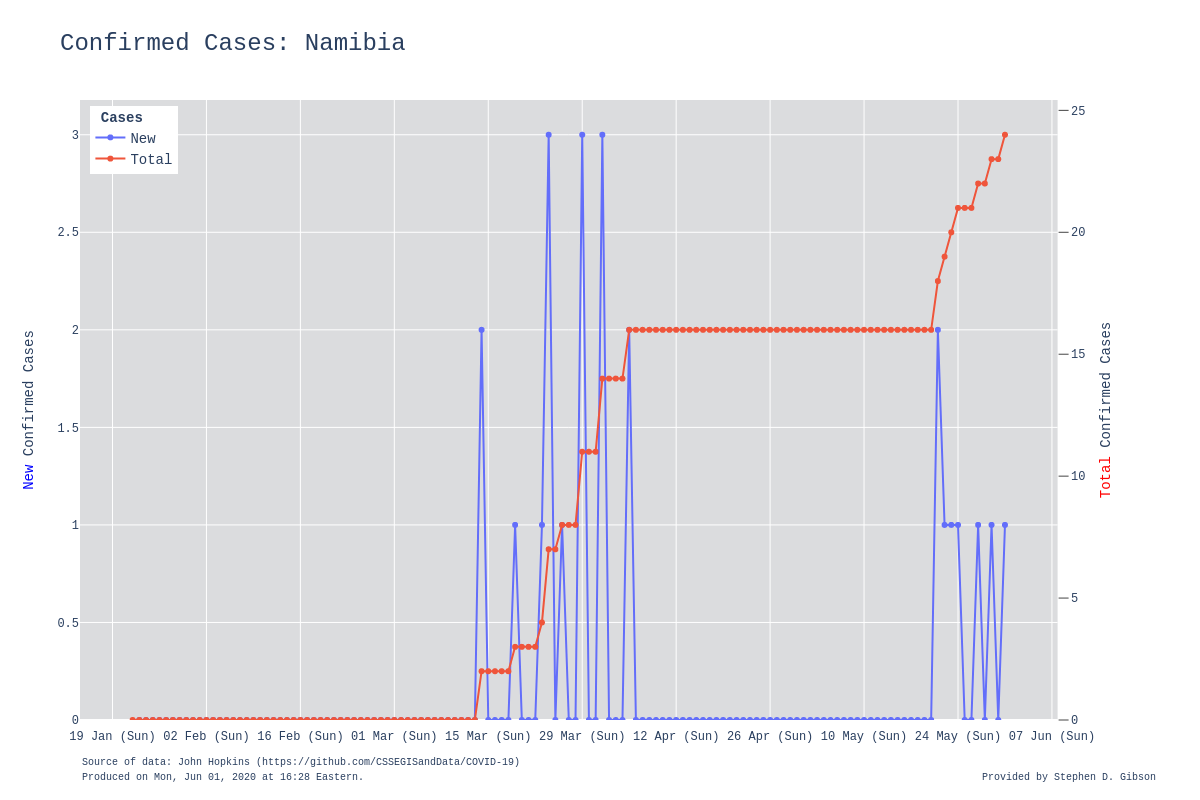 Confirmed Cases: Namibia
Cases
New
Total
3
2.5
2
1.5
1
0.5
0
New Confirmed Cases
25
20
15
10
5
0
Total Confirmed Cases
19 Jan (Sun) 02 Feb (Sun) 16 Feb (Sun) 01 Mar (Sun) 15 Mar (Sun) 29 Mar (Sun) 12 Apr (Sun) 26 Apr (Sun) 10 May (Sun) 24 May (Sun) 07 Jun (Sun)
Source of data: John Hopkins (https://github.com/CSSEGISandData/COVID-19)
Produced on Mon, Jun 01, 2020 at 16:28 Eastern.
Provided by Stephen D. Gibson